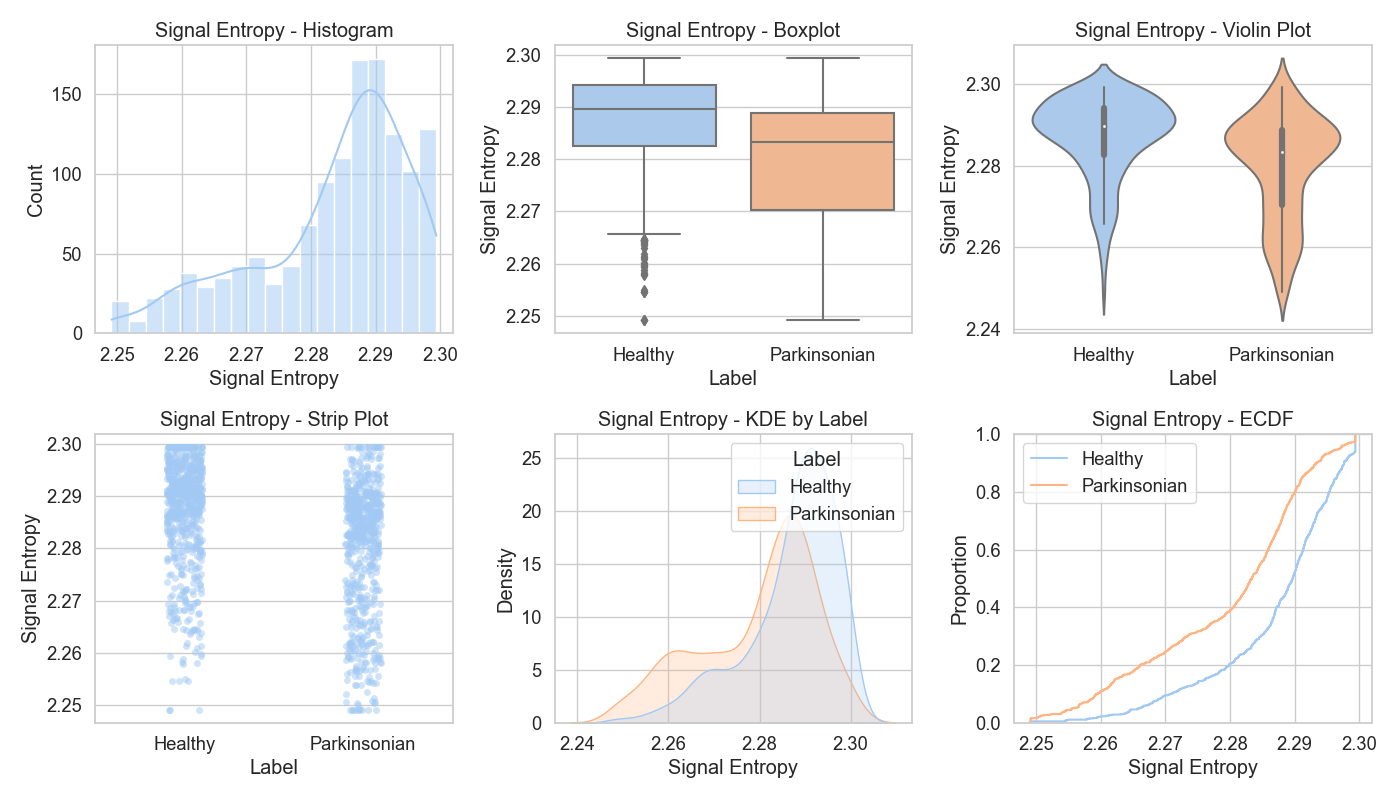 Signal Entropy - Histogram
150
100
50
0
Count
2.25 2.26 2.27 2.28 2.29 2.30
Signal Entropy
Signal Entropy - Boxplot
2.30
2.29
2.28
2.27
2.26
2.25
Signal Entropy
Healthy Parkinsonian
Label
Signal Entropy - Violin Plot
2.30
2.28
2.26
2.24
Signal Entropy
Healthy Parkinsonian
Label
Signal Entropy - Strip Plot
2.30
2.29
2.28
2.27
2.26
2.25
Signal Entropy
Healthy Parkinsonian
Label
Signal Entropy - KDE by Label
25
20
15
10
5
0
Density
Label
Healthy
Parkinsonian
2.24 2.26 2.28 2.30
Signal Entropy
Signal Entropy - ECDF
1.0
0.8
0.6
0.4
0.2
0.0
Proportion
Healthy
Parkinsonian
2.25 2.26 2.27 2.28 2.29 2.30
Signal Entropy